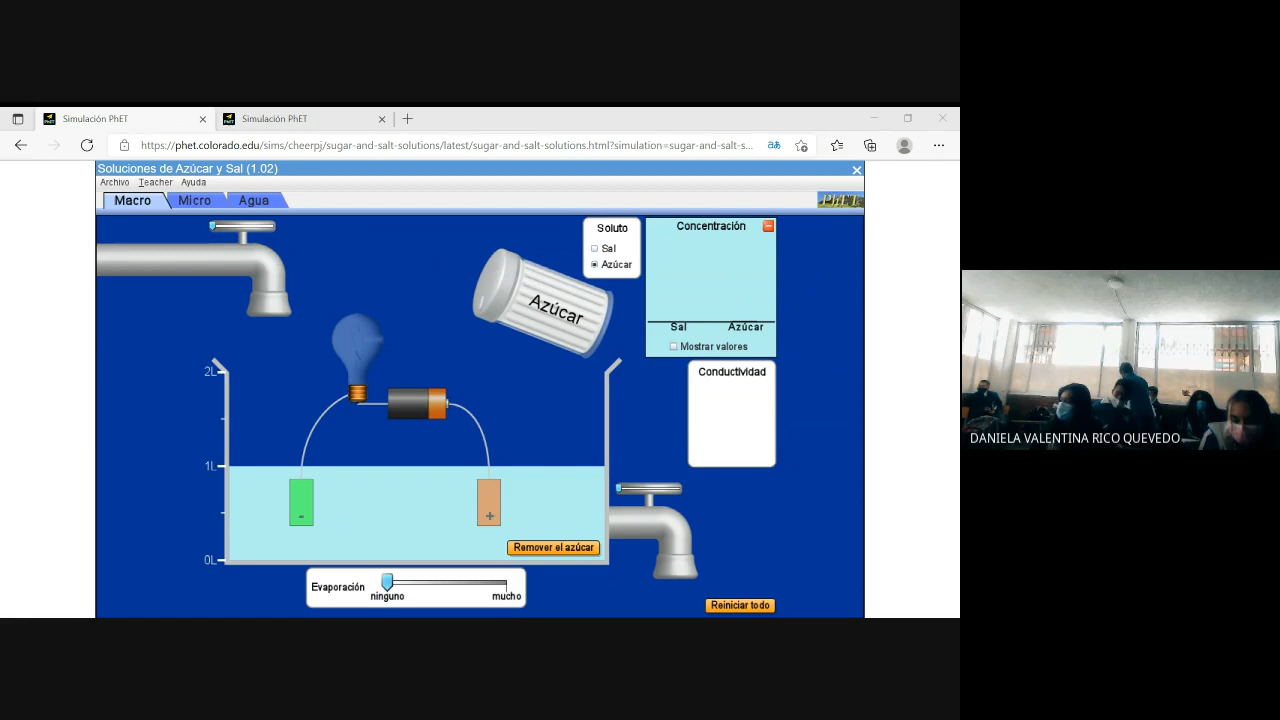 Simulación PhET
Simulación PhET
https://phet.colorado.edu/sims/cheerpj/sugar-and-salt-solutions/latest/sugar-and-salt-solutions.html?simulation=sugar-and-salt-s...
Soluciones de Azúcar y Sal (1.02)
Archivo Teacher Ayuda
Macro Micro Agua
PhET
Soluto
Sal
Azúcar
Concentración
Sal Azúcar
Mostrar valores
Azúcar
Conductividad
2L
1L
0L
-
+
Remover el azúcar
Evaporación
ninguno mucho
Reiniciar todo
DANIELA VALENTINA RICO QUEVEDO